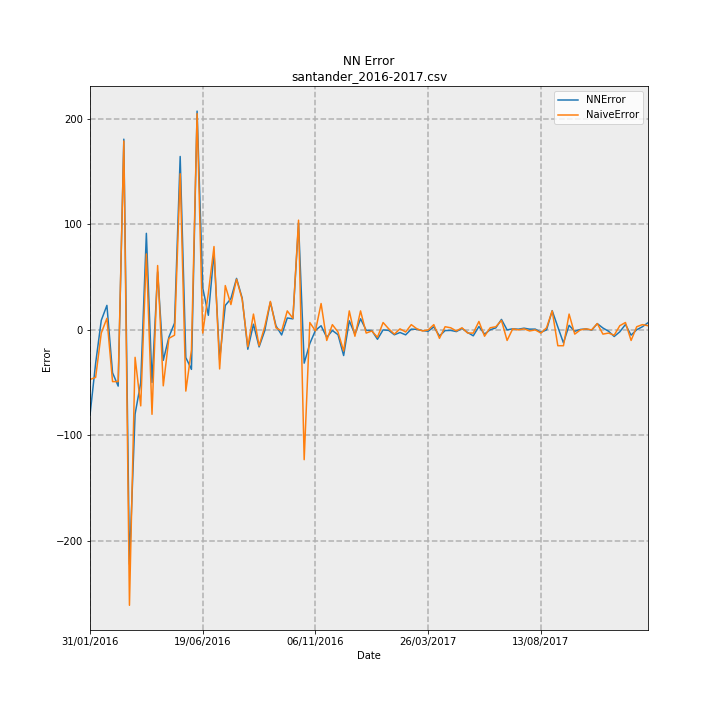 NN Error
santander_2016-2017.csv
NNError
NaiveError
200
100
0
−100
−200
Error
31/01/2016 19/06/2016 06/11/2016 26/03/2017 13/08/2017
Date